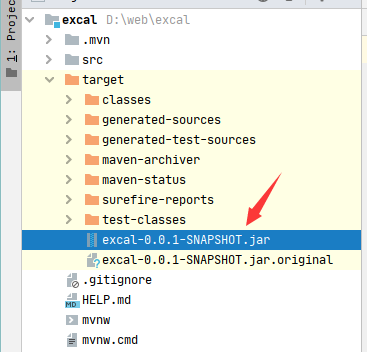 1: Project
excal D:\web\excal
.mvn
src
target
classes
generated-sources
generated-test-sources
maven-archiver
maven-status
surefire-reports
test-classes
excal-0.0.1-SNAPSHOT.jar
excal-0.0.1-SNAPSHOT.jar.original
.gitignore
HELP.md
mvnw
mvnw.cmd